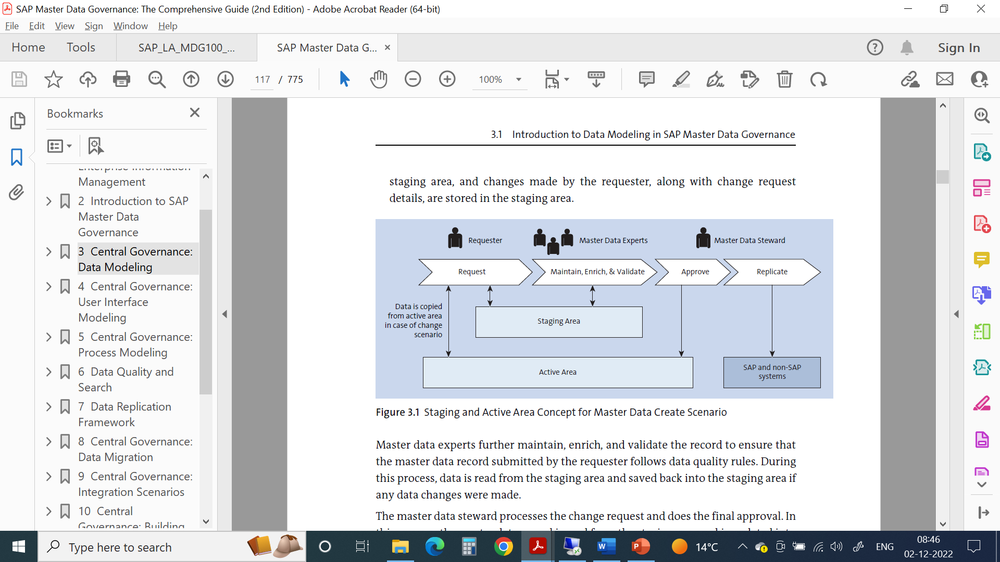 SAP Master Data Governance: The Comprehensive Guide (2nd Edition) - Adobe Acrobat Reader (64-bit)
File Edit View Sign Window Help
Home Tools SAP_LA_MDG100_... SAP Master Data G... Sign In
117 / 775 100%
Bookmarks
Enterprise Information
Management
2 Introduction to SAP
Master Data
Governance
3 Central Governance:
Data Modeling
4 Central Governance:
User Interface
Modeling
5 Central Governance:
Process Modeling
6 Data Quality and
Search
7 Data Replication
Framework
8 Central Governance:
Data Migration
9 Central Governance:
Integration Scenarios
10 Central
Governance: Building
3.1 Introduction to Data Modeling in SAP Master Data Governance
staging area, and changes made by the requester, along with change request
details, are stored in the staging area.
Requester
Master Data Experts
Master Data Steward
Request
Maintain, Enrich, & Validate
Approve
Replicate
Data is copied
from active area
in case of change
scenario
Staging Area
Active Area
SAP and non-SAP
systems
Figure 3.1 Staging and Active Area Concept for Master Data Create Scenario
Master data experts further maintain, enrich, and validate the record to ensure that
the master data record submitted by the requester follows data quality rules. During
this process, data is read from the staging area and saved back into the staging area if
any data changes were made.
The master data steward processes the change request and does the final approval. In
Type here to search
14°C
ENG
08:46
02-12-2022